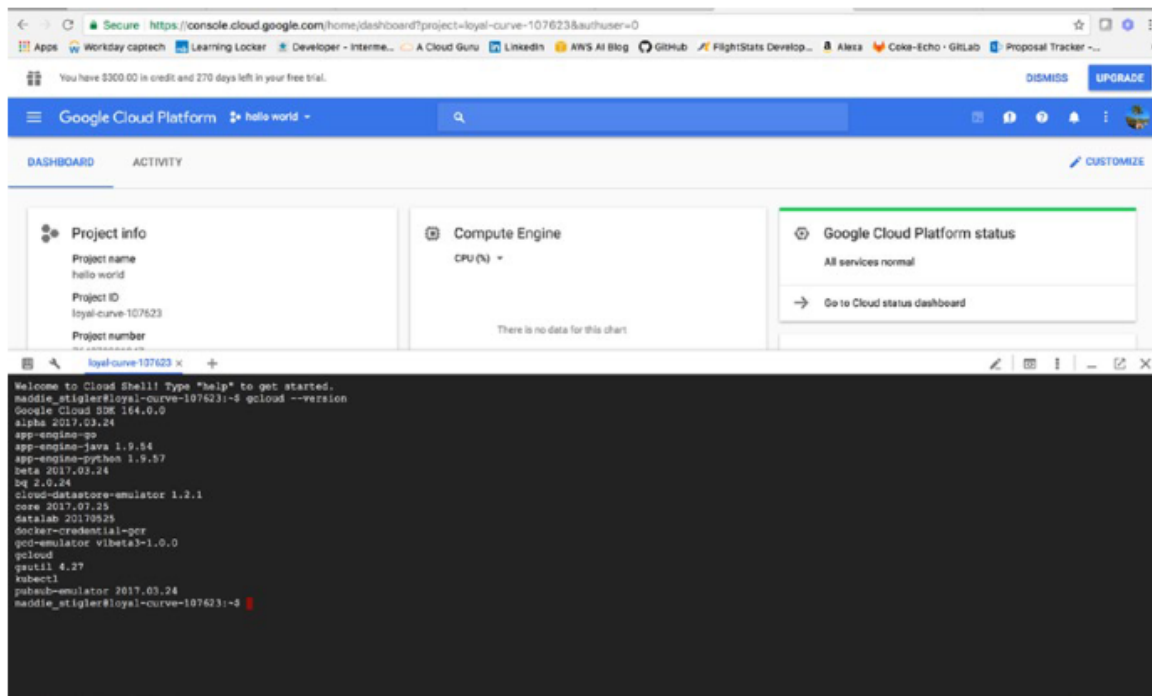 Secure https://console.cloud.google.com/home/dashboard?project=loyal-curve-107623&authuser=0
Apps Workday captech Learning Locker Developer - Interme... A Cloud Guru LinkedIn AWS AI Blog GitHub FlightStats Develop... Alexa Coke-Echo · GitLab Proposal Tracker -...
You have $300.00 in credit and 270 days left in your free trial. DISMISS UPGRADE
Google Cloud Platform hello world
DASHBOARD ACTIVITY CUSTOMIZE
Project info
Project name
hello world
Project ID
loyal-curve-107623
Project number
Compute Engine
CPU (%)
There is no data for this chart
Google Cloud Platform status
All services normal
Go to Cloud status dashboard
loyal-curve-107623 × +
Welcome to Cloud Shell! Type "help" to get started.
maddie_stigler@loyal-curve-107623:~$ gcloud --version
Google Cloud SDK 164.0.0
alpha 2017.03.24
app-engine-go
app-engine-java 1.9.54
app-engine-python 1.9.57
beta 2017.03.24
bq 2.0.24
cloud-datastore-emulator 1.2.1
core 2017.07.25
datalab 20170525
docker-credential-gcr
gcd-emulator v1beta3-1.0.0
gcloud
gsutil 4.27
kubectl
pubsub-emulator 2017.03.24
maddie_stigler@loyal-curve-107623:~$